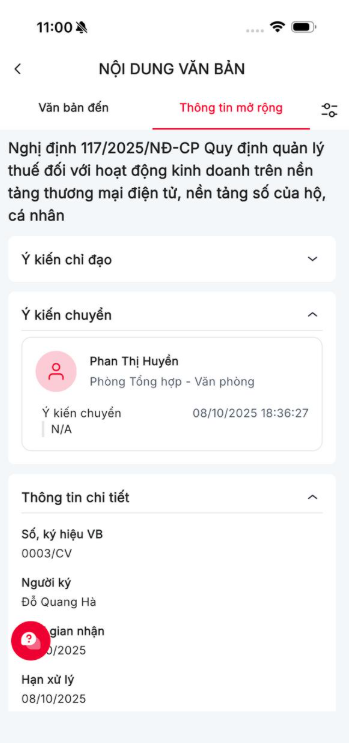 11:00
NỘI DUNG VĂN BẢN
Văn bản đến
Thông tin mở rộng
Nghị định 117/2025/NĐ-CP Quy định quản lý
thuế đối với hoạt động kinh doanh trên nền
tảng thương mại điện tử, nền tảng số của hộ,
cá nhân
Ý kiến chỉ đạo
Ý kiến chuyển
Phan Thị Huyền
Phòng Tổng hợp - Văn phòng
Ý kiến chuyển 08/10/2025 18:36:27
N/A
Thông tin chi tiết
Số, ký hiệu VB
0003/CV
Người ký
Đỗ Quang Hà
gian nhận
0/2025
Hạn xử lý
08/10/2025